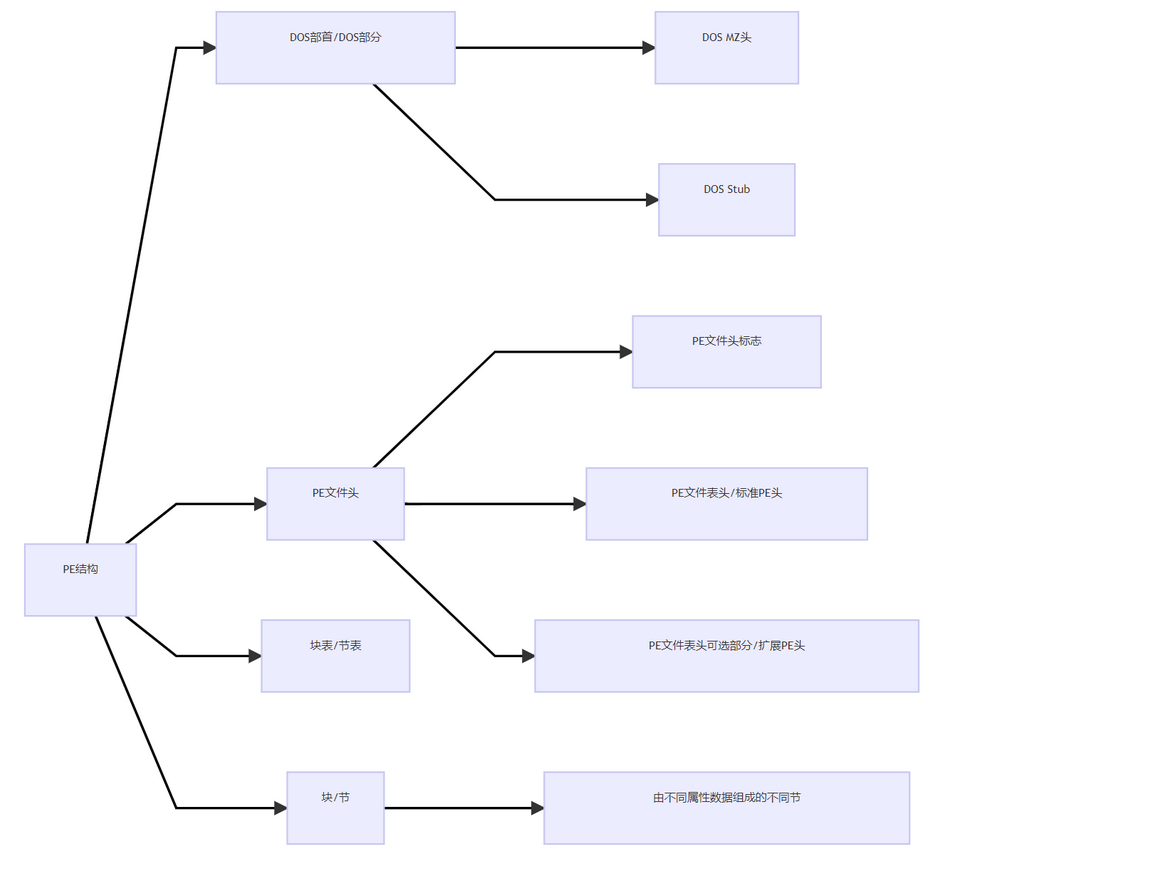 DOS部首/DOS部分
DOS MZ头
DOS Stub
PE文件头标志
PE文件头
PE文件表头/标准PE头
PE结构
块表/节表
PE文件表头可选部分/扩展PE头
块/节
由不同属性数据组成的不同节